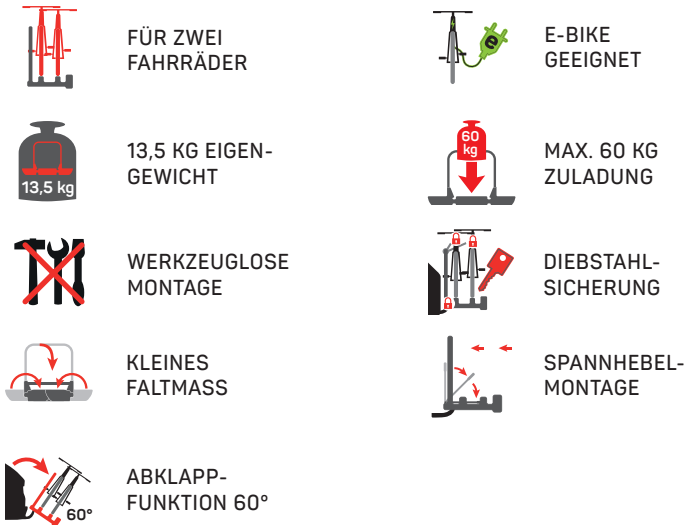 FÜR ZWEI
FAHRRÄDER
e
E-BIKE
GEEIGNET
13,5 kg
13,5 KG EIGEN-
GEWICHT
60
kg
MAX. 60 KG
ZULADUNG
WERKZEUGLOSE
MONTAGE
DIEBSTAHL-
SICHERUNG
KLEINES
FALTMASS
SPANNHEBEL-
MONTAGE
60°
ABKLAPP-
FUNKTION 60°